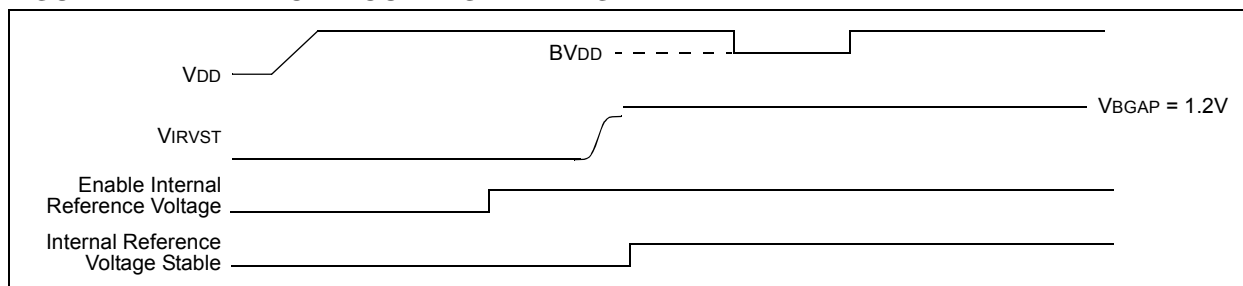 VDD
BVDD
VIRVST
VBGAP = 1.2V
Enable Internal
Reference Voltage
Internal Reference
Voltage Stable